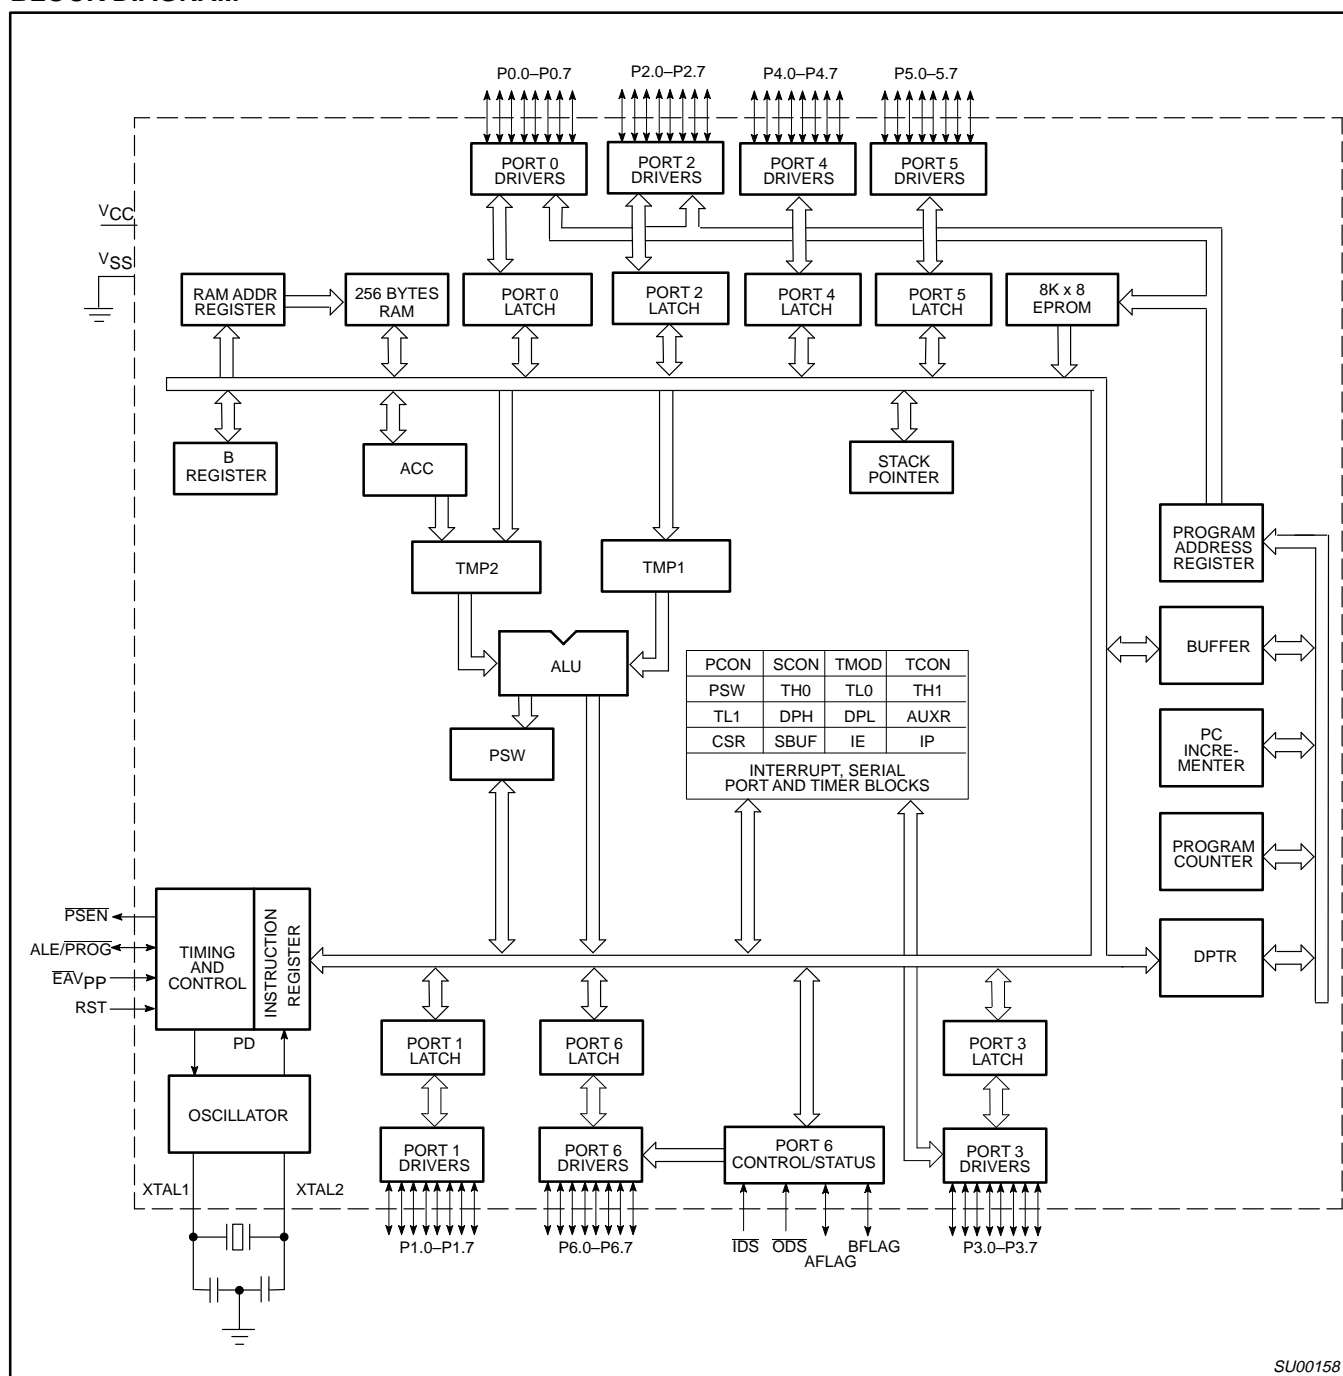 P0.0–P0.7 P2.0–P2.7 P4.0–P4.7 P5.0–5.7
PORT 0
DRIVERS
PORT 2
DRIVERS
PORT 4
DRIVERS
PORT 5
DRIVERS
VCC
VSS
RAM ADDR
REGISTER
256 BYTES
RAM
PORT 0
LATCH
PORT 2
LATCH
PORT 4
LATCH
PORT 5
LATCH
8K x 8
EPROM
B
REGISTER
ACC
STACK
POINTER
PROGRAM
ADDRESS
REGISTER
TMP2
TMP1
ALU
BUFFER
PCON SCON TMOD TCON
PSW TH0 TL0 TH1
TL1 DPH DPL AUXR
CSR SBUF IE IP
INTERRUPT, SERIAL
PORT AND TIMER BLOCKS
PSW
PC
INCRE-
MENTER
PROGRAM
COUNTER
DPTR
PSEN
ALE/PROG
EAVPP
RST
TIMING
AND
CONTROL
INSTRUCTION
REGISTER
PD
OSCILLATOR
XTAL1
XTAL2
PORT 1
LATCH
PORT 6
LATCH
PORT 3
LATCH
PORT 1
DRIVERS
PORT 6
DRIVERS
PORT 6
CONTROL/STATUS
PORT 3
DRIVERS
P1.0–P1.7
P6.0–P6.7
IDS
ODS
AFLAG
BFLAG
P3.0–P3.7
SU00158